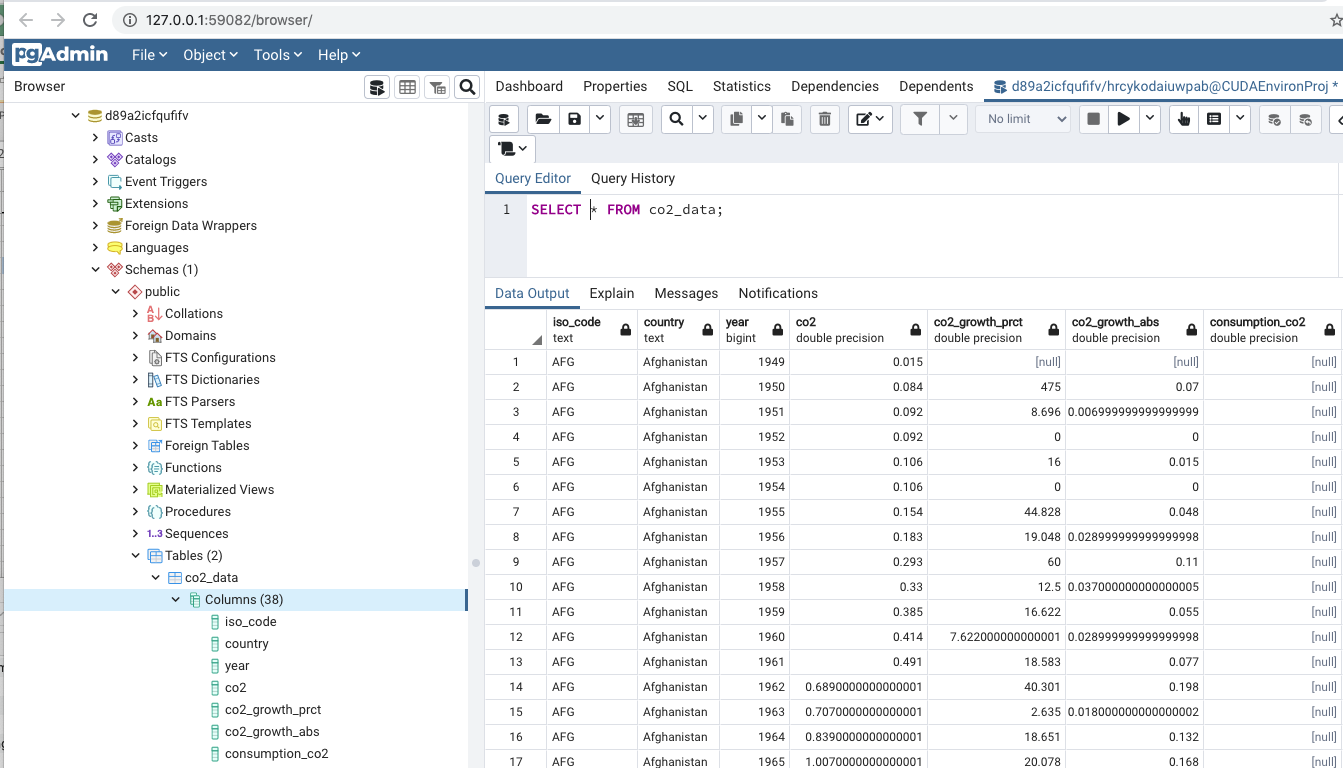 127.0.0.1:59082/browser/
pgAdmin File Object Tools Help
Browser
Dashboard Properties SQL Statistics Dependencies Dependents d89a2icfqufifv/hrcykodaiuwpab@CUDAEnvironProj *
No limit
d89a2icfqufifv
Casts
Catalogs
Event Triggers
Extensions
Foreign Data Wrappers
Languages
Schemas (1)
public
Collations
Domains
FTS Configurations
FTS Dictionaries
Aa FTS Parsers
FTS Templates
Foreign Tables
Functions
Materialized Views
Procedures
1..3 Sequences
Tables (2)
co2_data
Columns (38)
iso_code
country
year
co2
co2_growth_prct
co2_growth_abs
consumption_co2
Query Editor Query History
1 SELECT * FROM co2_data;
Data Output Explain Messages Notifications
iso_code country year co2 co2_growth_prct co2_growth_abs consumption_co2
text text bigint double precision double precision double precision double precision
1 AFG Afghanistan 1949 0.015 [null] [null] [null]
2 AFG Afghanistan 1950 0.084 475 0.07 [null]
3 AFG Afghanistan 1951 0.092 8.696 0.006999999999999999 [null]
4 AFG Afghanistan 1952 0.092 0 0 [null]
5 AFG Afghanistan 1953 0.106 16 0.015 [null]
6 AFG Afghanistan 1954 0.106 0 0 [null]
7 AFG Afghanistan 1955 0.154 44.828 0.048 [null]
8 AFG Afghanistan 1956 0.183 19.048 0.028999999999999998 [null]
9 AFG Afghanistan 1957 0.293 60 0.11 [null]
10 AFG Afghanistan 1958 0.33 12.5 0.037000000000000005 [null]
11 AFG Afghanistan 1959 0.385 16.622 0.055 [null]
12 AFG Afghanistan 1960 0.414 7.622000000000001 0.028999999999999998 [null]
13 AFG Afghanistan 1961 0.491 18.583 0.077 [null]
14 AFG Afghanistan 1962 0.6890000000000001 40.301 0.198 [null]
15 AFG Afghanistan 1963 0.7070000000000001 2.635 0.018000000000000002 [null]
16 AFG Afghanistan 1964 0.8390000000000001 18.651 0.132 [null]
17 AFG Afghanistan 1965 1.0070000000000001 20.078 0.168 [null]